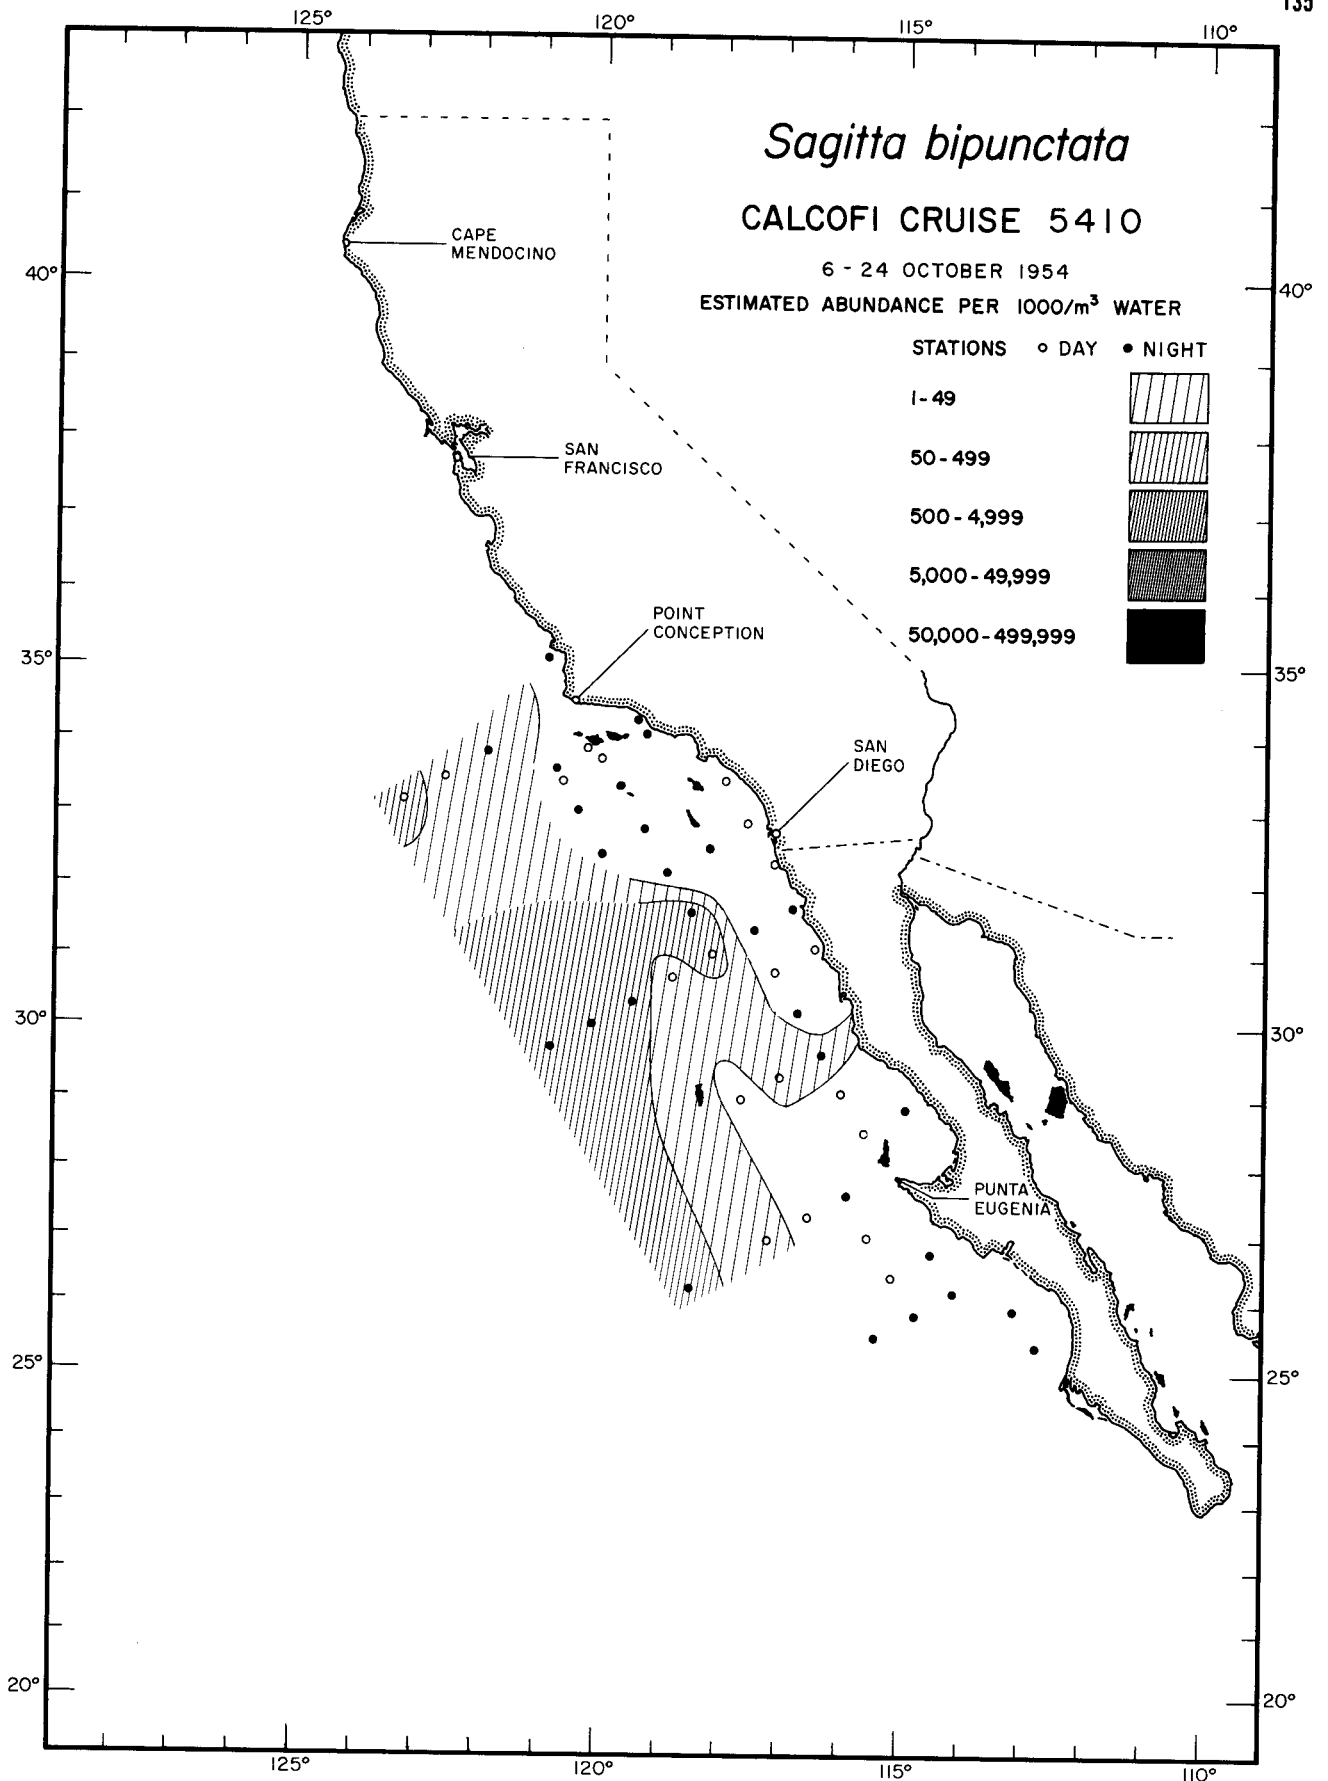 135
125° 120° 115° 110°
Sagitta bipunctata
CALCOFI CRUISE 5410
6 - 24 OCTOBER 1954
ESTIMATED ABUNDANCE PER 1000/m³ WATER
STATIONS ○ DAY ● NIGHT
1-49
50-499
500-4,999
5,000-49,999
50,000-499,999
CAPE
MENDOCINO
40° 40°
SAN
FRANCISCO
POINT
CONCEPTION
35° 35°
SAN
DIEGO
30° 30°
PUNTA
EUGENIA
25° 25°
20° 20°
125° 120° 115° 110°